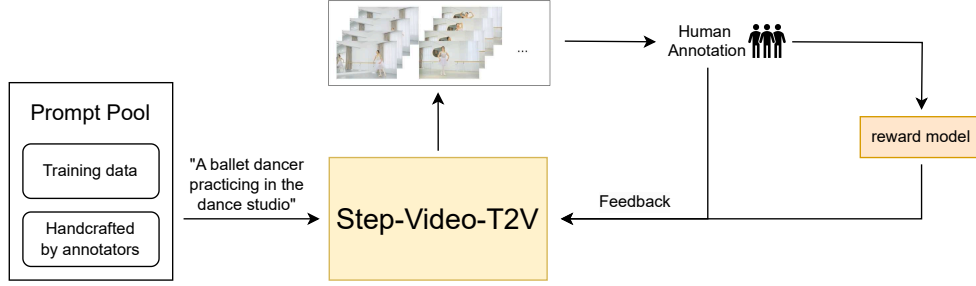 Prompt Pool
Training data
Handcrafted
by annotators
"A ballet dancer
practicing in the
dance studio"
Step-Video-T2V
...
Human
Annotation
reward model
Feedback